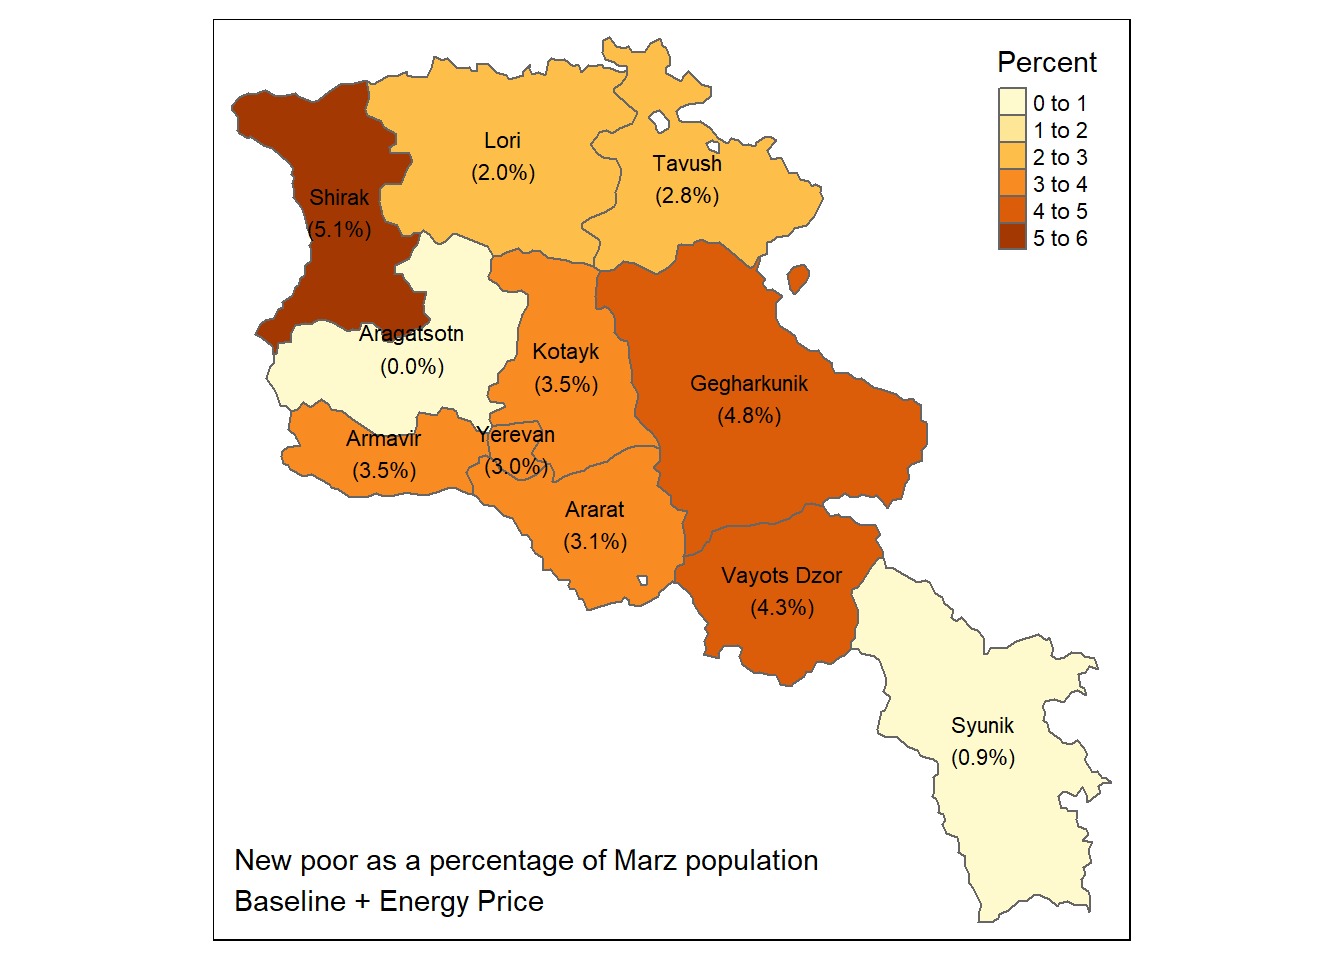 Percent
0 to 1
1 to 2
2 to 3
3 to 4
4 to 5
5 to 6
Lori
(2.0%)
Tavush
(2.8%)
Shirak
(5.1%)
Aragatsotn
(0.0%)
Kotayk
(3.5%)
Gegharkunik
(4.8%)
Armavir
(3.5%)
Yerevan
(3.0%)
Ararat
(3.1%)
Vayots Dzor
(4.3%)
Syunik
(0.9%)
New poor as a percentage of Marz population
Baseline + Energy Price